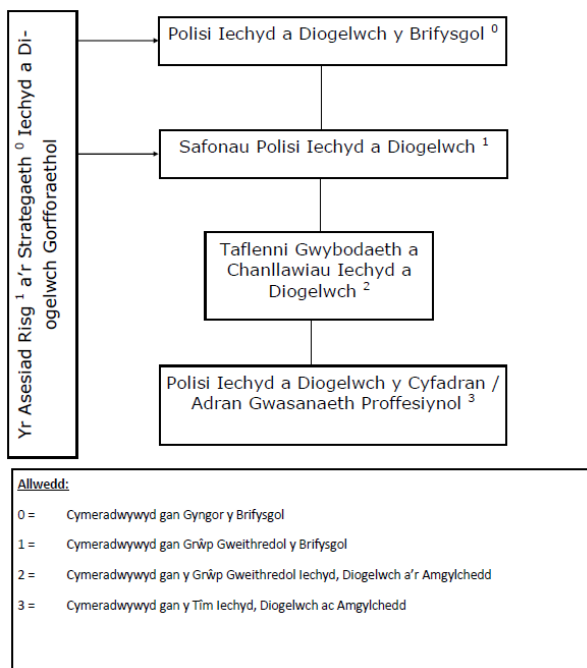 Yr Asesiad Risg 1 a'r Strategaeth 0 Iechyd a Di-
ogelwch Gorfforaethol
Polisi Iechyd a Diogelwch y Brifysgol 0
Safonau Polisi Iechyd a Diogelwch 1
Taflenni Gwybodaeth a
Chanllawiau Iechyd a
Diogelwch 2
Polisi Iechyd a Diogelwch y Cyfadran /
Adran Gwasanaeth Proffesiynol 3
Allwedd:
0 = Cymeradwywyd gan Gyngor y Brifysgol
1 = Cymeradwywyd gan Grŵp Gweithredol y Brifysgol
2 = Cymeradwywyd gan y Grŵp Gweithredol Iechyd, Diogelwch a'r Amgylchedd
3 = Cymeradwywyd gan y Tîm Iechyd, Diogelwch ac Amgylchedd